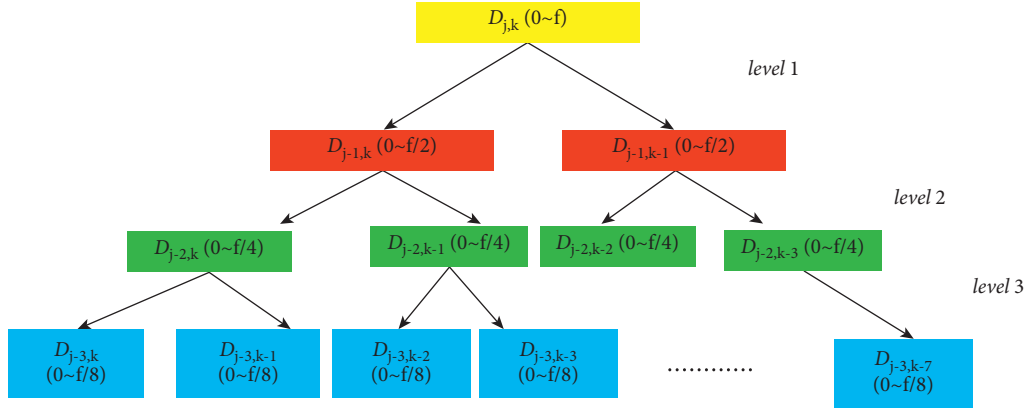 D_{j,k} (0~f)
level 1
D_{j-1,k} (0~f/2)
D_{j-1,k-1} (0~f/2)
level 2
D_{j-2,k} (0~f/4)
D_{j-2,k-1} (0~f/4)
D_{j-2,k-2} (0~f/4)
D_{j-2,k-3} (0~f/4)
level 3
D_{j-3,k}
(0~f/8)
D_{j-3,k-1}
(0~f/8)
D_{j-3,k-2}
(0~f/8)
D_{j-3,k-3}
(0~f/8)
............
D_{j-3,k-7}
(0~f/8)